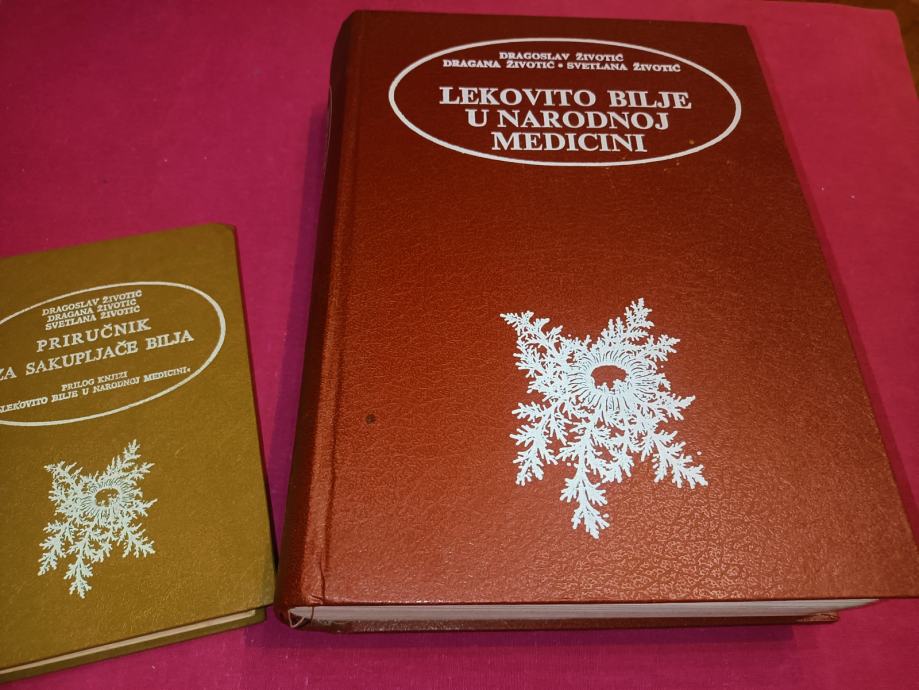 DRAGOSLAV ŽIVOTIĆ
DRAGANA ŽIVOTIĆ • SVETLANA ŽIVOTIĆ
LEKOVITO BILJE
U NARODNOJ
MEDICINI
DRAGOSLAV ŽIVOTIĆ
DRAGANA ŽIVOTIĆ
SVETLANA ŽIVOTIĆ
PRIRUČNIK
ZA SAKUPLJAČE BILJA
PRILOG KNJIZI
LEKOVITO BILJE U NARODNOJ MEDICINI«